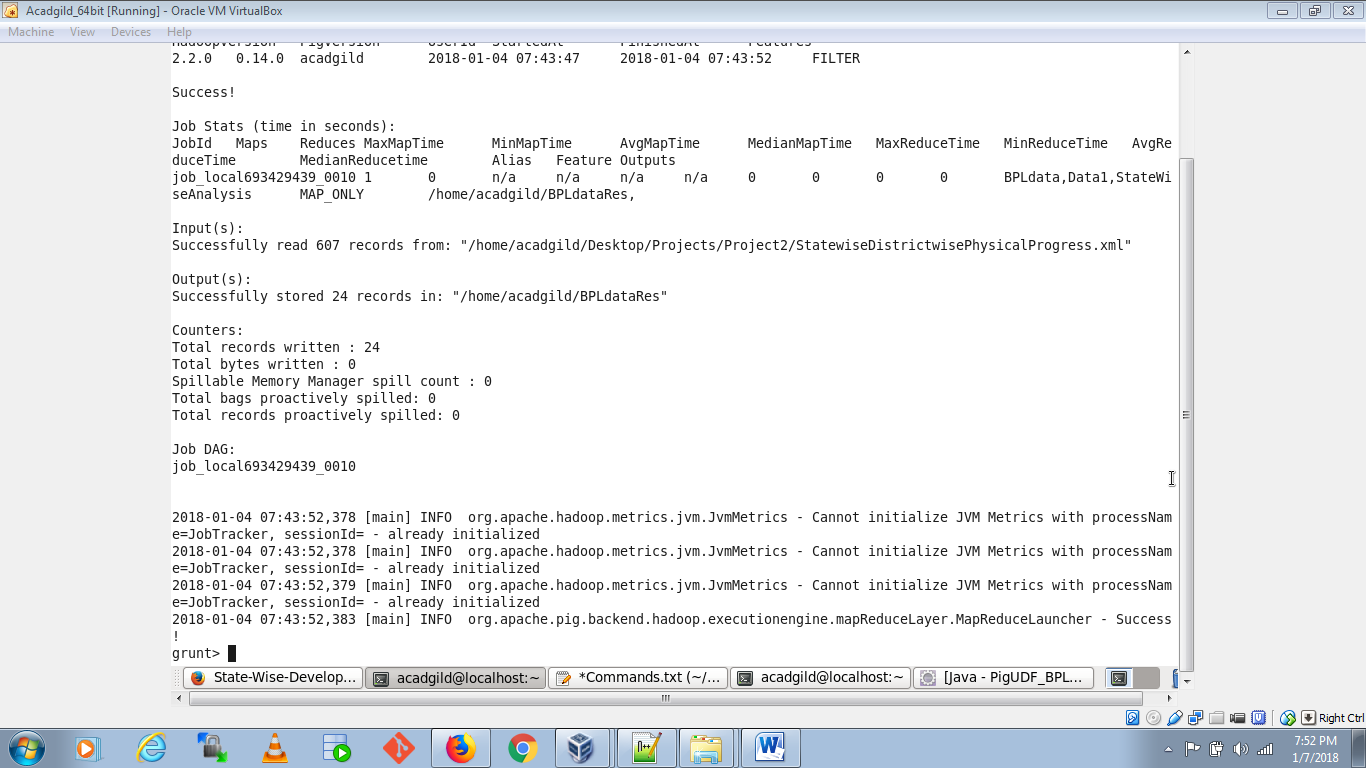 Acadgild_64bit [Running] - Oracle VM VirtualBox
Machine View Devices Help
HadoopVersion PigVersion UserId StartedAt FinishedAt Features
2.2.0 0.14.0 acadgild 2018-01-04 07:43:47 2018-01-04 07:43:52 FILTER
Success!
Job Stats (time in seconds):
JobId Maps Reduces MaxMapTime MinMapTime AvgMapTime MedianMapTime MaxReduceTime MinReduceTime AvgRe
duceTime MedianReducetime Alias Feature Outputs
job_local693429439_0010 1 0 n/a n/a n/a n/a 0 0 0 0 BPLdata,Data1,StateWi
seAnalysis MAP_ONLY /home/acadgild/BPLdataRes,
Input(s):
Successfully read 607 records from: "/home/acadgild/Desktop/Projects/Project2/StatewiseDistrictwisePhysicalProgress.xml"
Output(s):
Successfully stored 24 records in: "/home/acadgild/BPLdataRes"
Counters:
Total records written : 24
Total bytes written : 0
Spillable Memory Manager spill count : 0
Total bags proactively spilled: 0
Total records proactively spilled: 0
Job DAG:
job_local693429439_0010
2018-01-04 07:43:52,378 [main] INFO org.apache.hadoop.metrics.jvm.JvmMetrics - Cannot initialize JVM Metrics with processNam
e=JobTracker, sessionId= - already initialized
2018-01-04 07:43:52,378 [main] INFO org.apache.hadoop.metrics.jvm.JvmMetrics - Cannot initialize JVM Metrics with processNam
e=JobTracker, sessionId= - already initialized
2018-01-04 07:43:52,379 [main] INFO org.apache.hadoop.metrics.jvm.JvmMetrics - Cannot initialize JVM Metrics with processNam
e=JobTracker, sessionId= - already initialized
2018-01-04 07:43:52,383 [main] INFO org.apache.pig.backend.hadoop.executionengine.mapReduceLayer.MapReduceLauncher - Success
!
grunt>
State-Wise-Develop... acadgild@localhost:~ *Commands.txt (~/... acadgild@localhost:~ [Java - PigUDF_BPL...
Right Ctrl
7:52 PM
1/7/2018